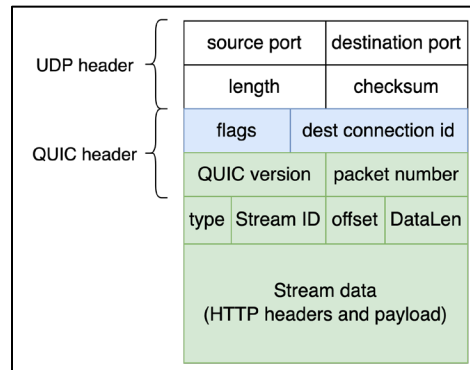 source port destination port
UDP header
length checksum
flags dest connection id
QUIC header
QUIC version packet number
type Stream ID offset DataLen
Stream data
(HTTP headers and payload)